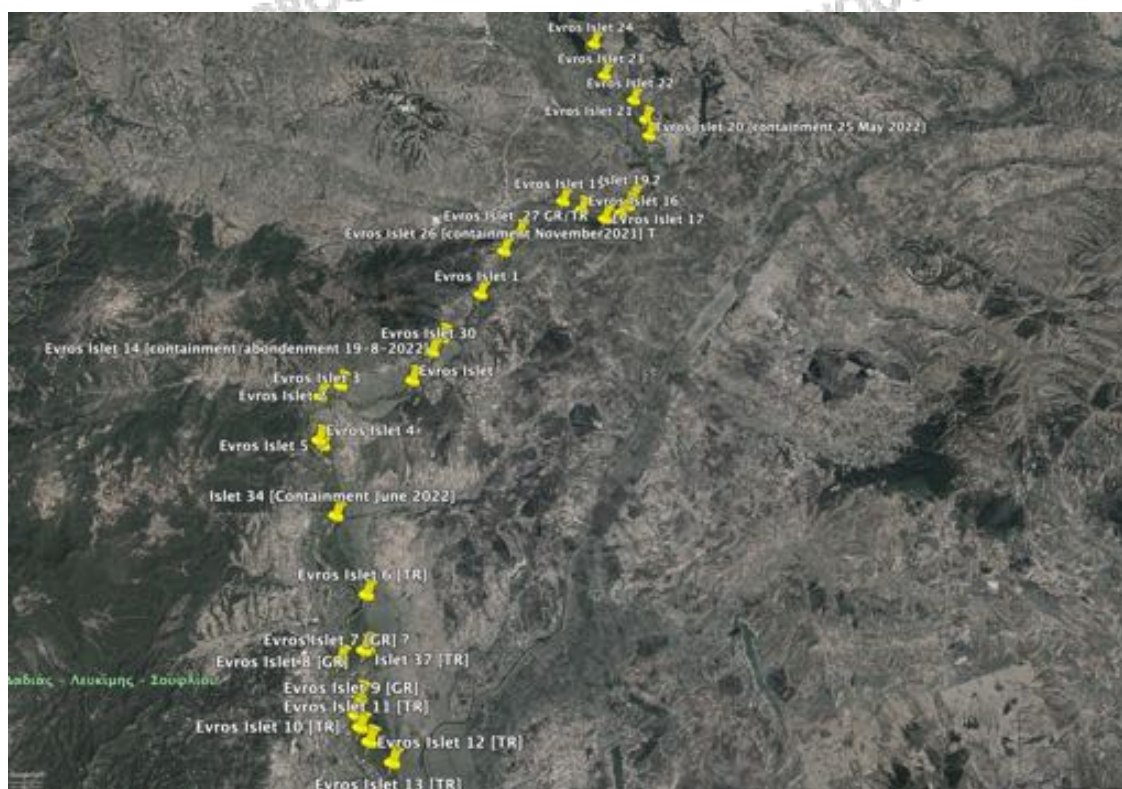 Evros Islet 24
Evros Islet 23
Evros Islet 22
Evros Islet 21
Evros Islet 20 [containment 25 May 2022]
Evros Islet 15
Islet 19.2
Evros Islet 16
Evros Islet 17
Evros Islet 27 GR/TR
Evros Islet 26 [containment November2021] T
Evros Islet 1
Evros Islet 30
Evros Islet 14 [containment/abondenment 19-8-2022]
Evros Islet
Evros Islet 3
Evros Islet
Evros Islet 4
Evros Islet 5
Islet 34 [Containment June 2022]
Evros Islet 6 [TR]
Evros Islet 7 [GR] ?
Evros Islet 8 [GR]
Islet 37 [TR]
Δαδιάς - Λευκίμης - Σουφλίου
Evros Islet 9 [GR]
Evros Islet 11 [TR]
Evros Islet 10 [TR]
Evros Islet 12 [TR]
Evros Islet 13 [TR]